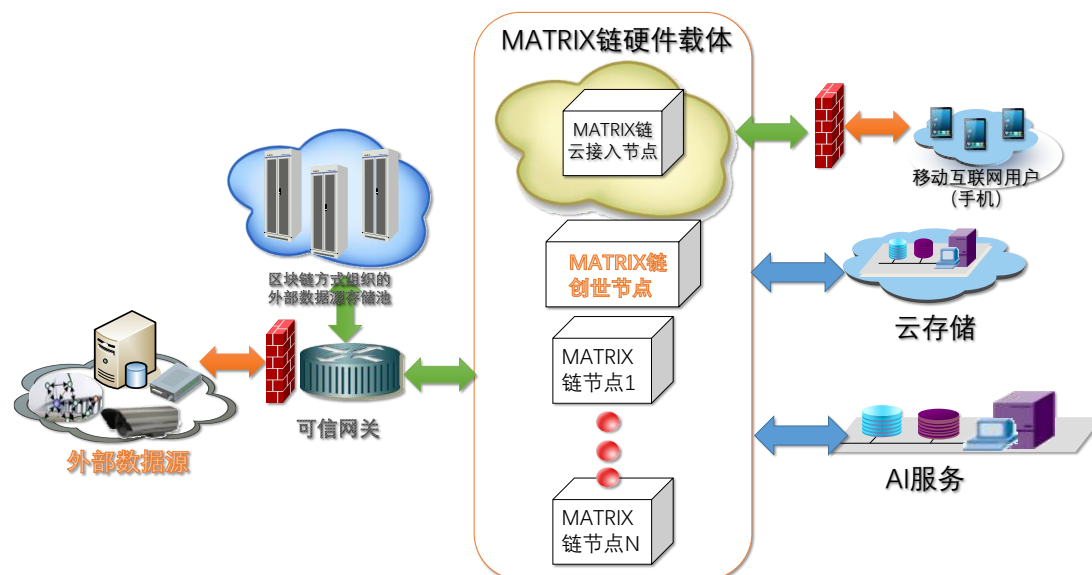 MATRIX链硬件载体
MATRIX链
云接入节点
移动互联网用户
(手机)
区块链方式组织的
外部数据源存储池
MATRIX链
创世节点
云存储
MATRIX
链节点1
可信网关
外部数据源
AI服务
MATRIX
链节点N